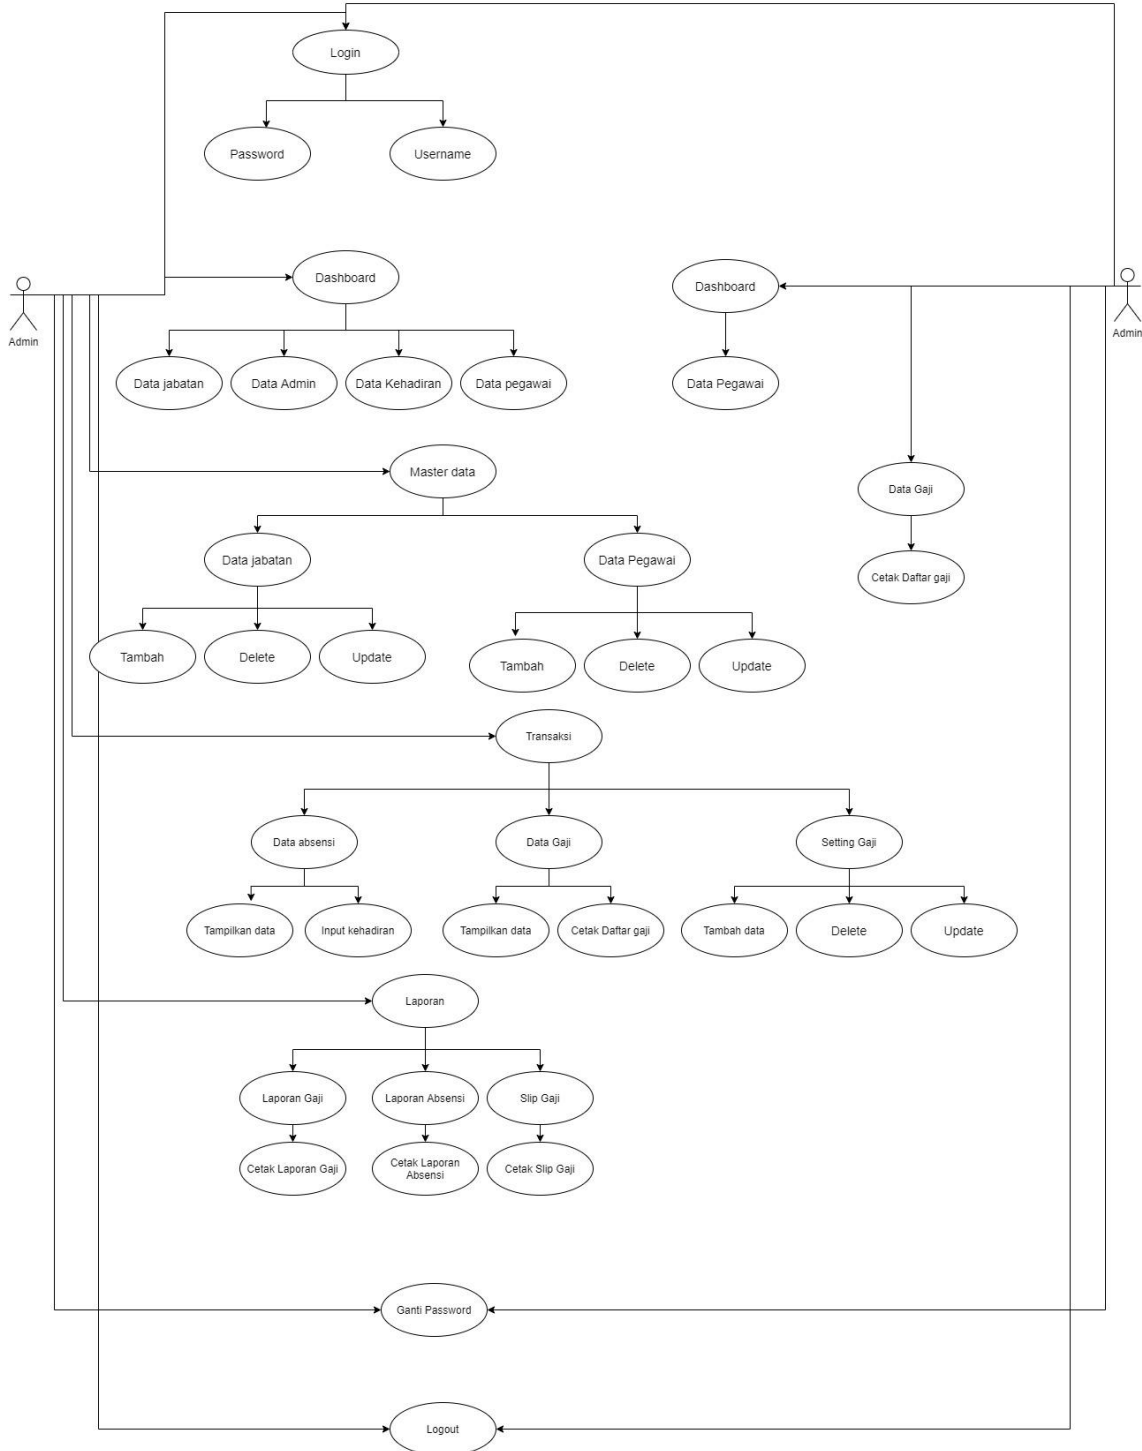 Login
Password
Username
Dashboard
Dashboard
Admin
Admin
Data jabatan
Data Admin
Data Kehadiran
Data pegawai
Data Pegawai
Master data
Data Gaji
Data jabatan
Data Pegawai
Cetak Daftar gaji
Tambah
Delete
Update
Tambah
Delete
Update
Transaksi
Data absensi
Data Gaji
Setting Gaji
Tampilkan data
Input kehadiran
Tampilkan data
Cetak Daftar gaji
Tambah data
Delete
Update
Laporan
Laporan Gaji
Laporan Absensi
Slip Gaji
Cetak Laporan Gaji
Cetak Laporan
Absensi
Cetak Slip Gaji
Ganti Password
Logout